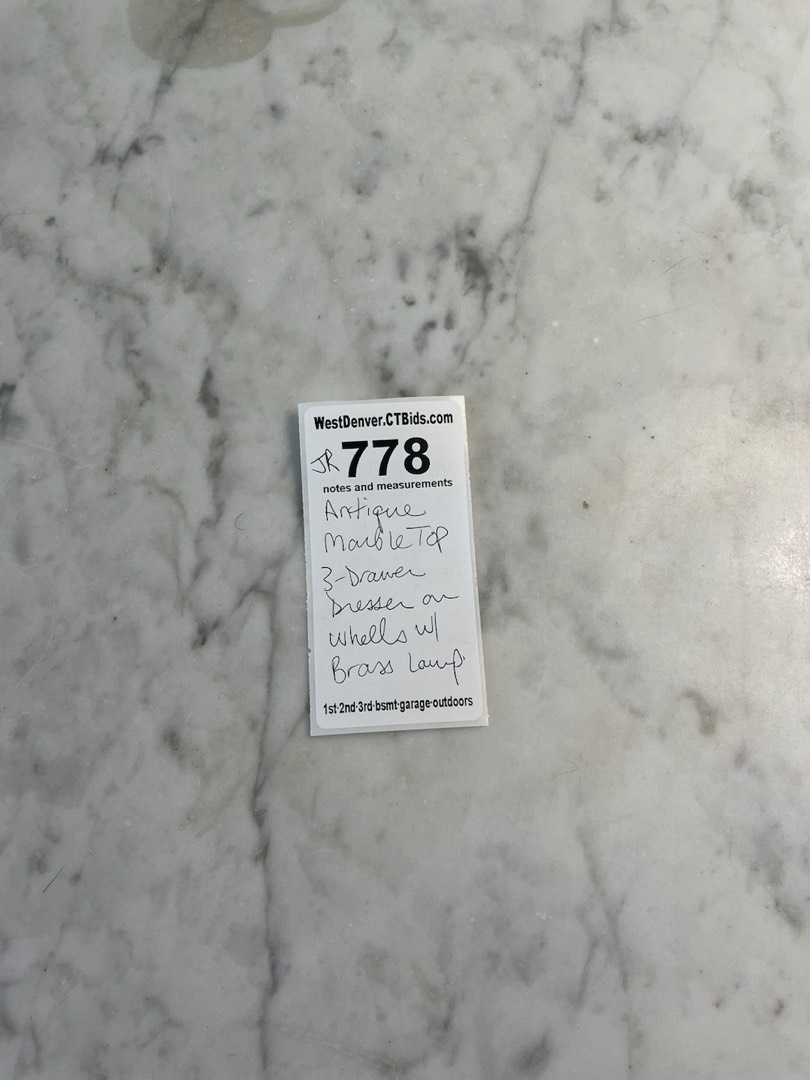 WestDenver.CTBids.com
JR 778
notes and measurements
Antique
Marble Top
3-Drawer
Dresser on
Whells w/
Brass Lamp
1st·2nd·3rd·bsmt·garage·outdoors